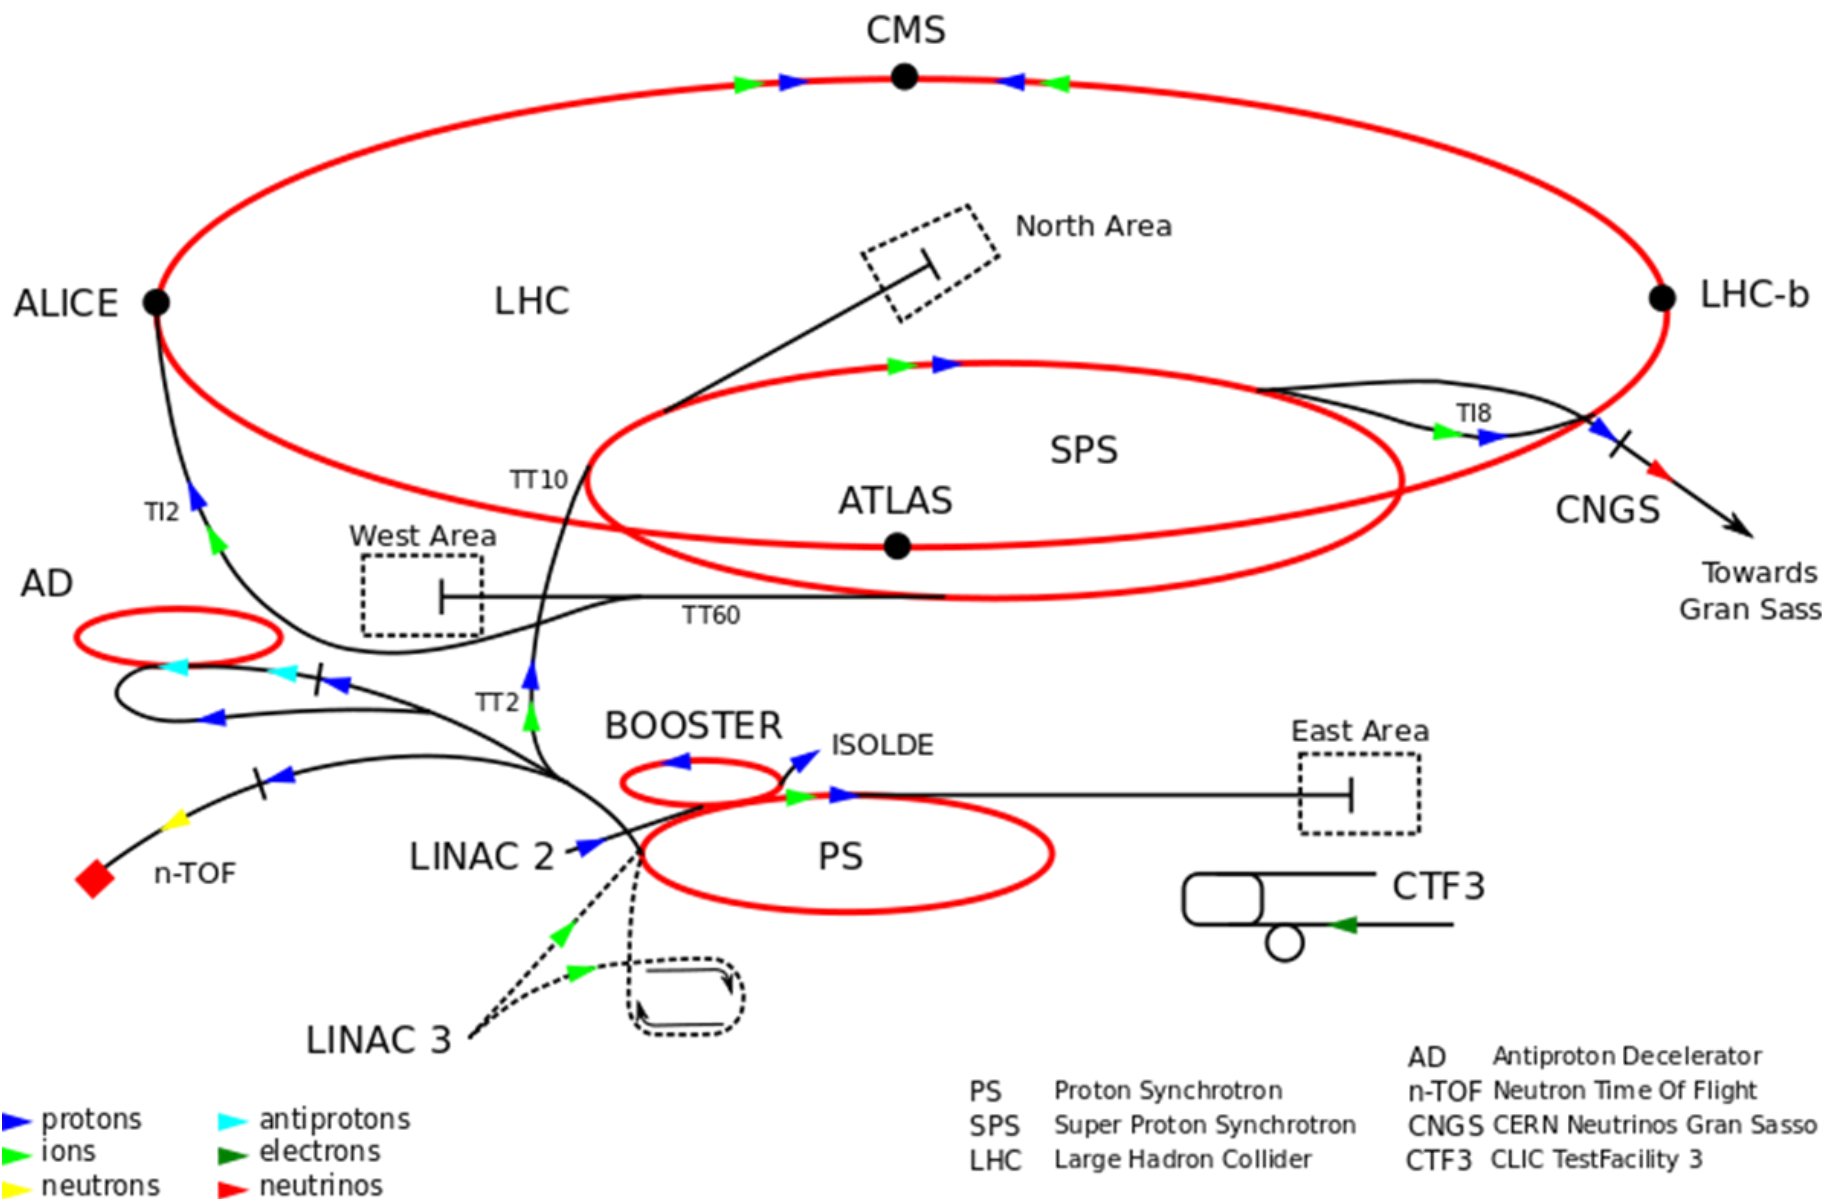 CMS
North Area
ALICE
LHC
LHC-b
TI8
SPS
TT10
ATLAS
TI2
CNGS
West Area
AD
Towards
Gran Sass
TT60
TT2
BOOSTER
ISOLDE
East Area
LINAC 2
PS
n-TOF
CTF3
LINAC 3
protons
ions
neutrons
antiprotons
electrons
neutrinos
PS Proton Synchrotron
SPS Super Proton Synchrotron
LHC Large Hadron Collider
AD Antiproton Decelerator
n-TOF Neutron Time Of Flight
CNGS CERN Neutrinos Gran Sasso
CTF3 CLIC TestFacility 3